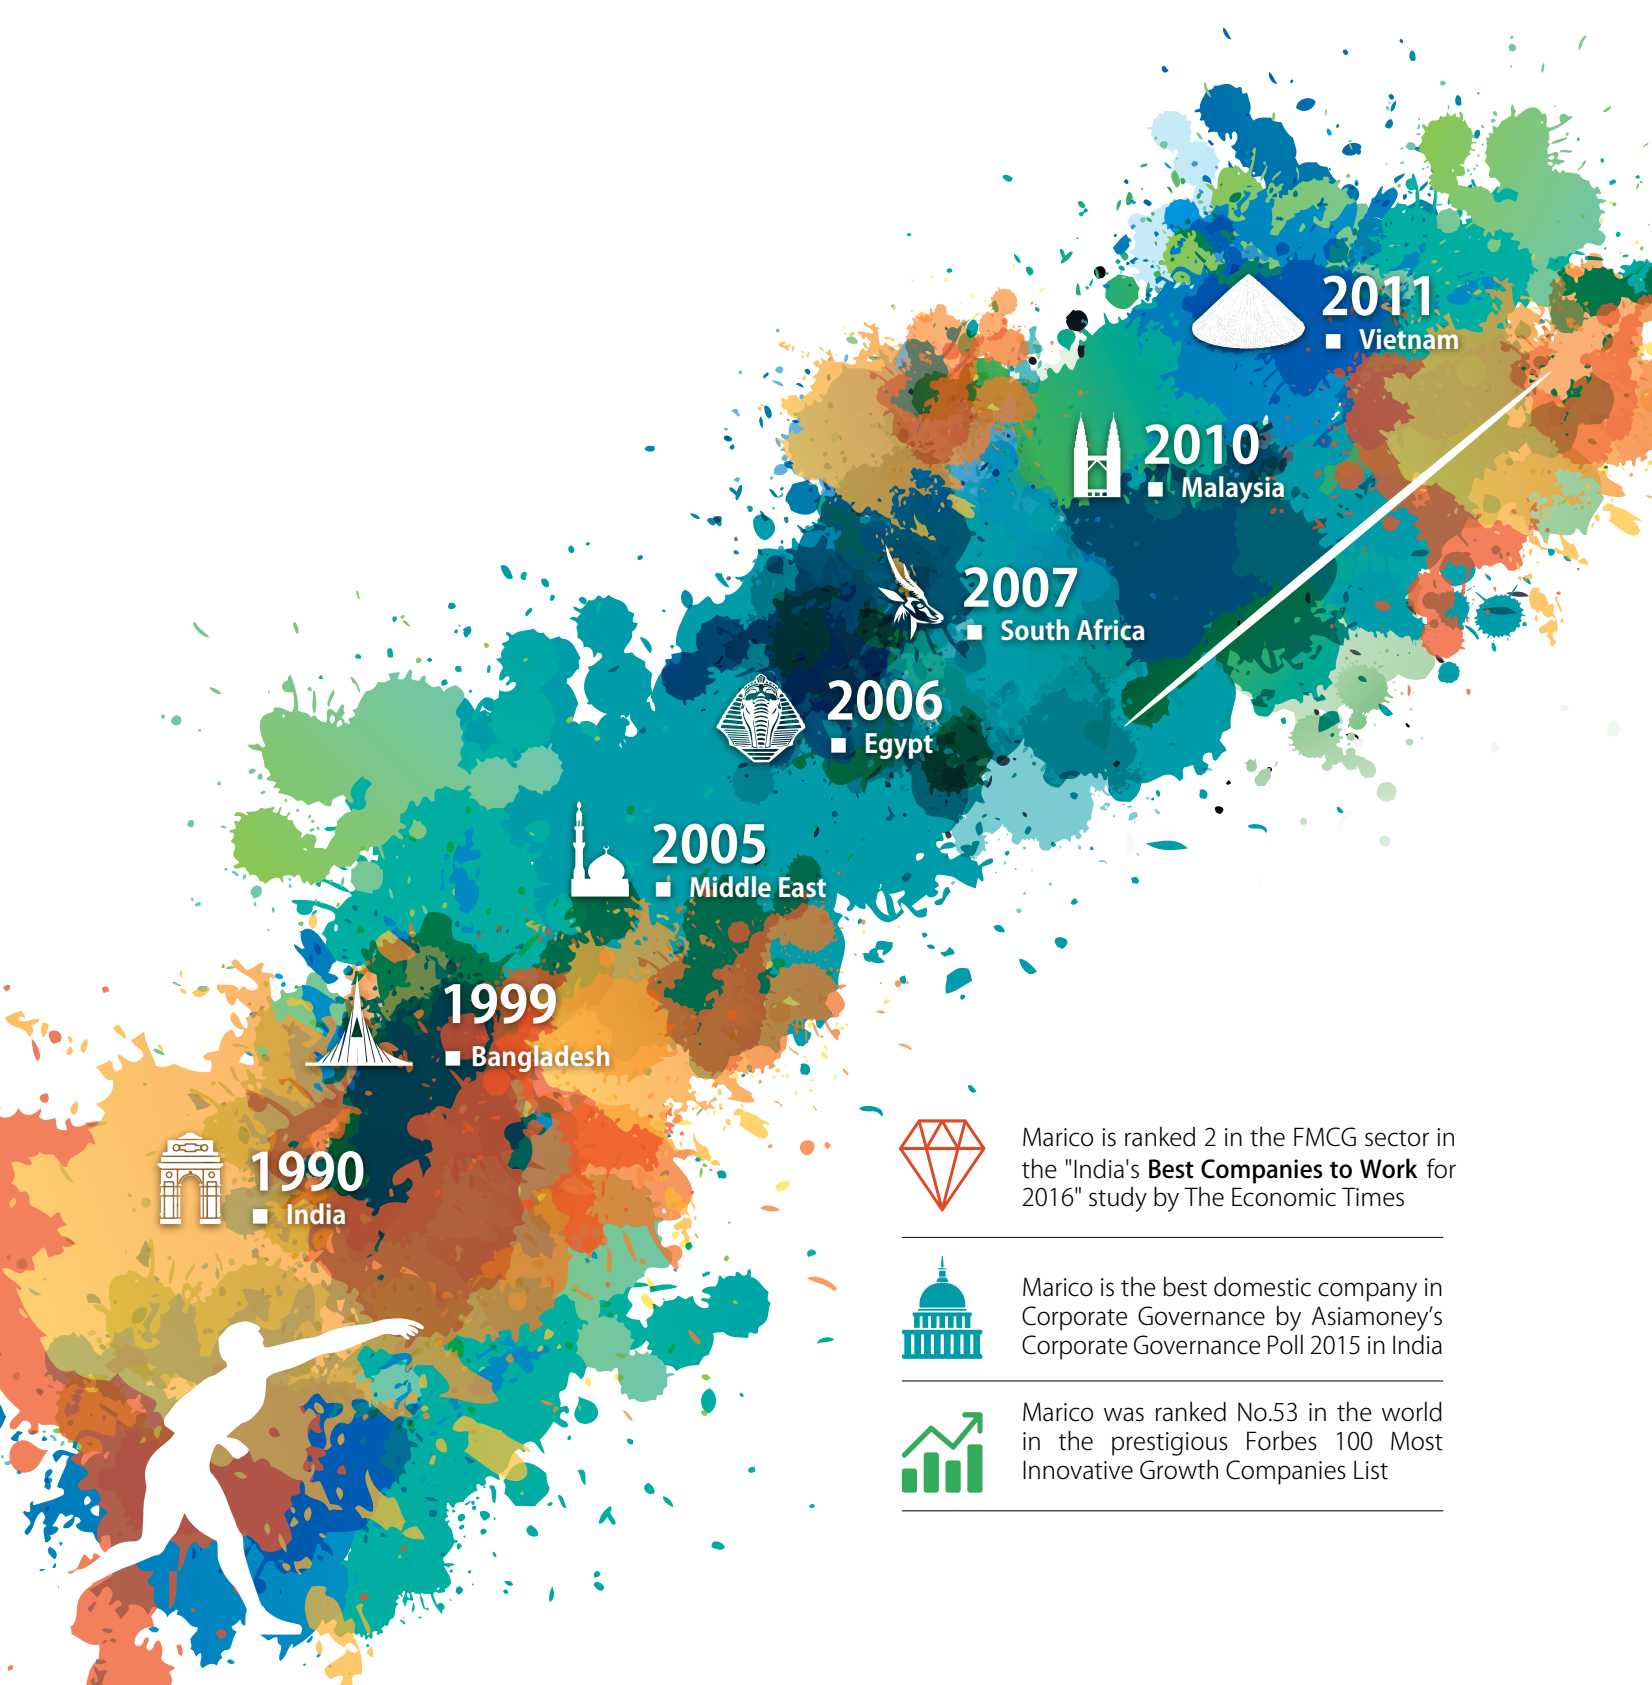 2011
Vietnam
2010
Malaysia
2007
South Africa
2006
Egypt
2005
Middle East
1999
Bangladesh
1990
India
Marico is ranked 2 in the FMCG sector in
the "India's Best Companies to Work for
2016" study by The Economic Times
Marico is the best domestic company in
Corporate Governance by Asiamoney’s
Corporate Governance Poll 2015 in India
Marico was ranked No.53 in the world
in the prestigious Forbes 100 Most
Innovative Growth Companies List